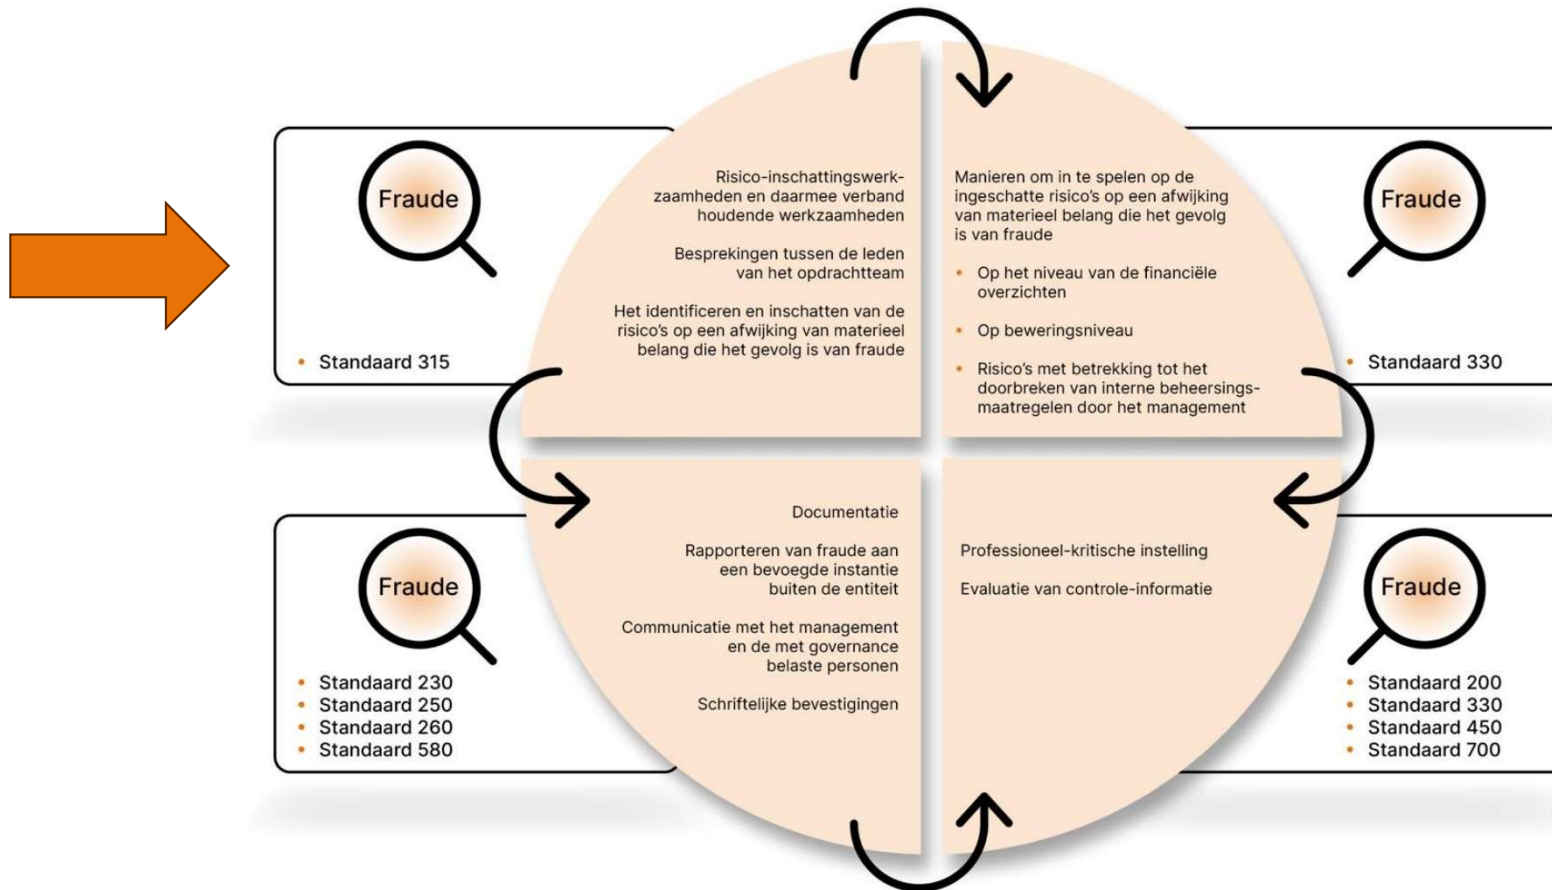 Fraude
• Standaard 315
Risico-inschattingswerk-
zaamheden en daarmee verband
houdende werkzaamheden
Besprekingen tussen de leden
van het opdrachtteam
Het identificeren en inschatten van de
risico's op een afwijking van materieel
belang die het gevolg is van fraude
Manieren om in te spelen op de
ingeschatte risico's op een afwijking
van materieel belang die het gevolg
is van fraude
• Op het niveau van de financiële
overzichten
• Op beweringsniveau
• Risico's met betrekking tot het
doorbreken van interne beheersings-
maatregelen door het management
Fraude
• Standaard 330
Fraude
• Standaard 230
• Standaard 250
• Standaard 260
• Standaard 580
Documentatie
Rapporteren van fraude aan
een bevoegde instantie
buiten de entiteit
Communicatie met het management
en de met governance
belaste personen
Schriftelijke bevestigingen
Professioneel-kritische instelling
Evaluatie van controle-informatie
Fraude
• Standaard 200
• Standaard 330
• Standaard 450
• Standaard 700